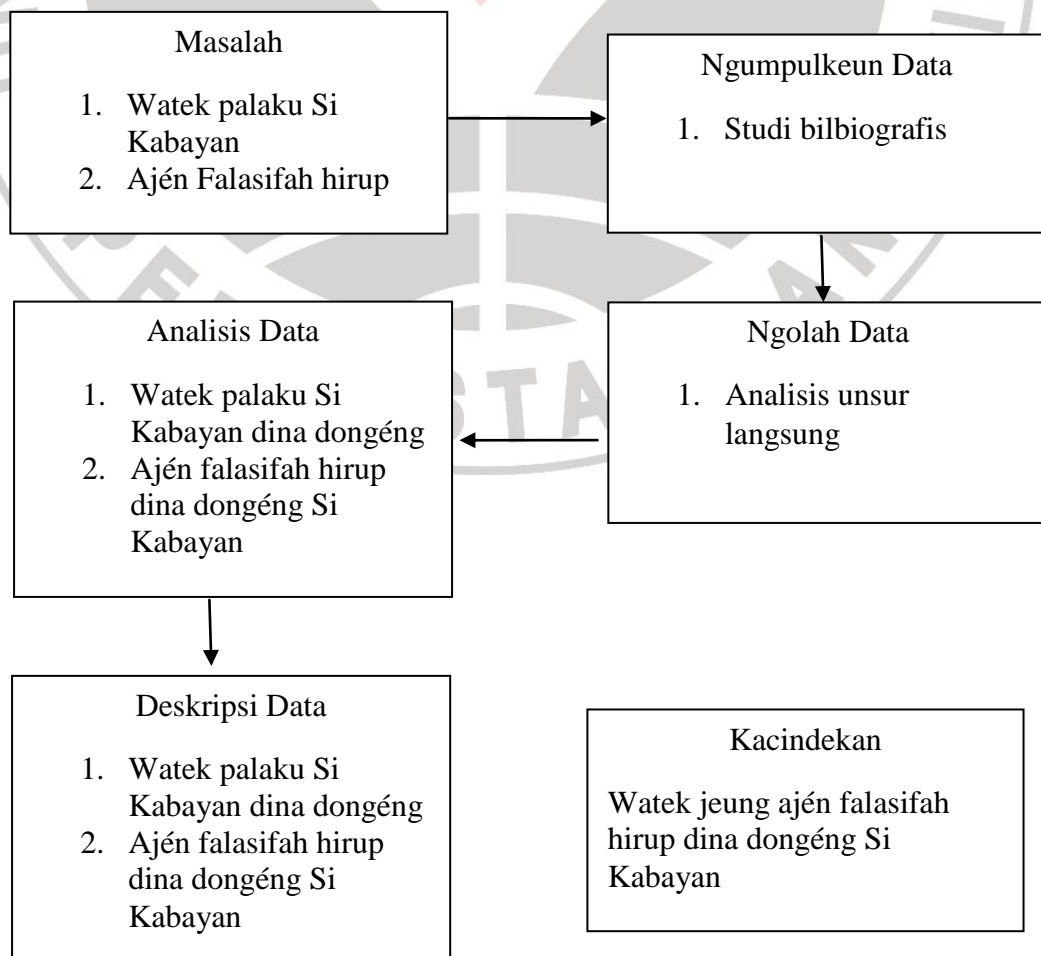 Masalah
1. Watek palaku Si
Kabayan
2. Ajén Falasifah hirup
Ngumpulkeun Data
1. Studi bilbiografis
Ngolah Data
1. Analisis unsur
langsung
Analisis Data
1. Watek palaku Si
Kabayan dina dongéng
2. Ajén falasifah hirup
dina dongéng Si
Kabayan
Deskripsi Data
1. Watek palaku Si
Kabayan dina dongéng
2. Ajén falasifah hirup
dina dongéng Si
Kabayan
Kacindekan
Watek jeung ajén falasifah
hirup dina dongéng Si
Kabayan